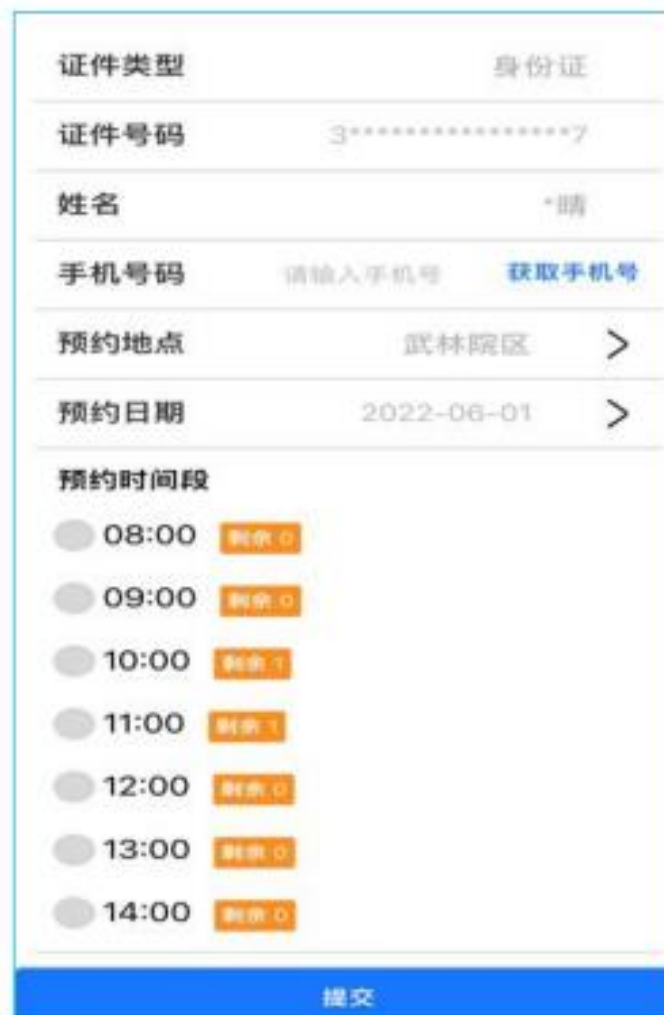 证件类型 身份证
证件号码 3****************7
姓名 *晴
手机号码 请输入手机号 获取手机号
预约地点 武林院区 >
预约日期 2022-06-01 >
预约时间段
08:00 剩余 0
09:00 剩余 0
10:00 剩余 1
11:00 剩余 1
12:00 剩余 0
13:00 剩余 0
14:00 剩余 0
提交